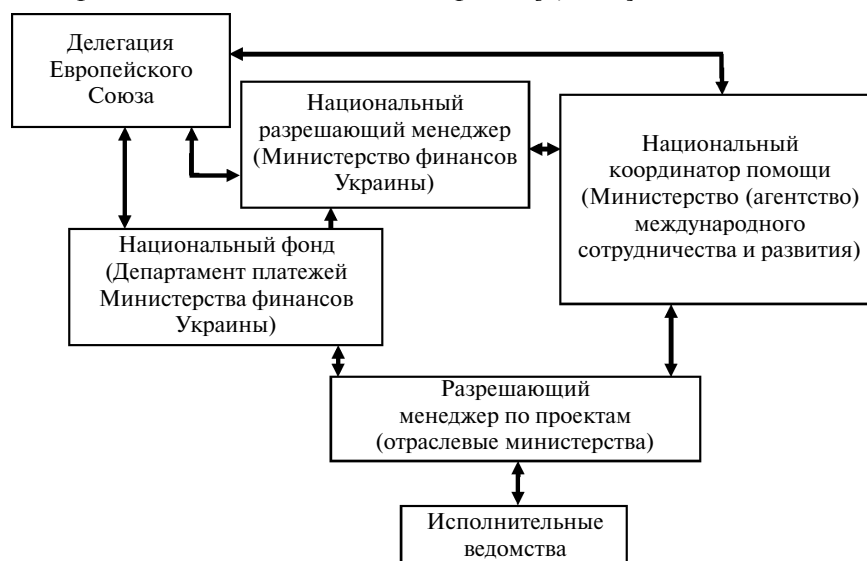 Делегация
Европейского
Союза
Национальный
разрешающий менеджер
(Министерство финансов
Украины)
Национальный
координатор помощи
(Министерство (агентство)
международного
сотрудничества и развития)
Национальный фонд
(Департамент платежей
Министерства финансов
Украины)
Разрешающий
менеджер по проектам
(отраслевые министерства)
Исполнительные
ведомства